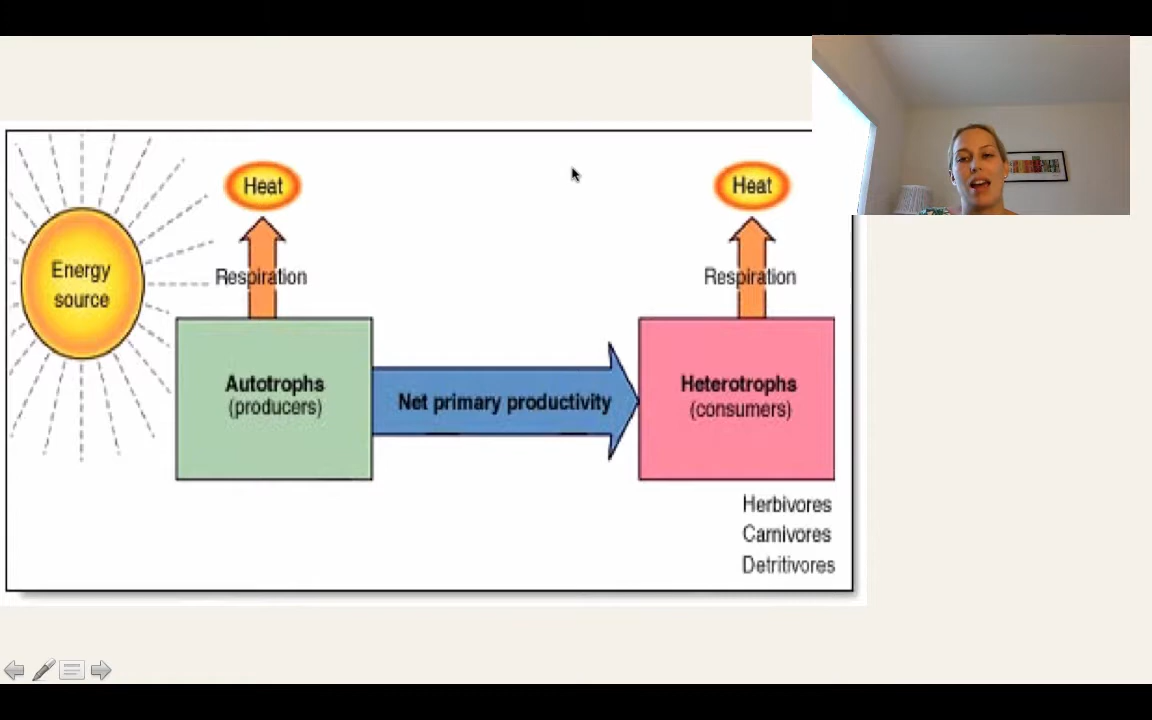 Heat
Heat
Energy
source
Respiration
Respiration
Autotrophs
(producers)
Net primary productivity
Heterotrophs
(consumers)
Herbivores
Carnivores
Detritivores